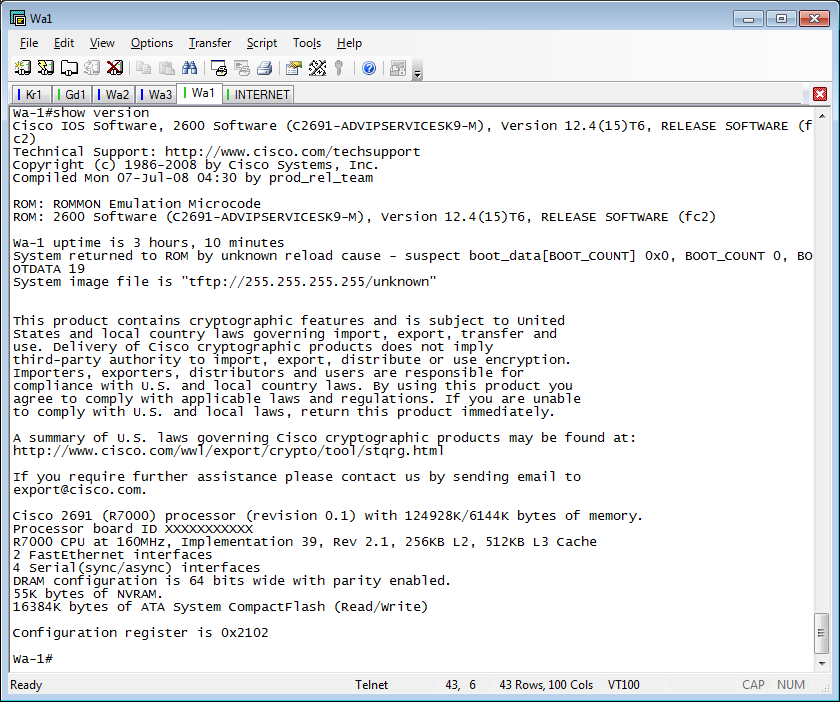 Wa1
File Edit View Options Transfer Script Tools Help
Kr1 Gd1 Wa2 Wa3 Wa1 INTERNET
Wa-1#show version
Cisco IOS Software, 2600 Software (C2691-ADVIPSERVICESK9-M), Version 12.4(15)T6, RELEASE SOFTWARE (f
c2)
Technical Support: http://www.cisco.com/techsupport
Copyright (c) 1986-2008 by Cisco Systems, Inc.
Compiled Mon 07-Jul-08 04:30 by prod_rel_team
ROM: ROMMON Emulation Microcode
ROM: 2600 Software (C2691-ADVIPSERVICESK9-M), Version 12.4(15)T6, RELEASE SOFTWARE (fc2)
Wa-1 uptime is 3 hours, 10 minutes
System returned to ROM by unknown reload cause - suspect boot_data[BOOT_COUNT] 0x0, BOOT_COUNT 0, BO
OTDATA 19
System image file is "tftp://255.255.255.255/unknown"
This product contains cryptographic features and is subject to United
States and local country laws governing import, export, transfer and
use. Delivery of Cisco cryptographic products does not imply
third-party authority to import, export, distribute or use encryption.
Importers, exporters, distributors and users are responsible for
compliance with U.S. and local country laws. By using this product you
agree to comply with applicable laws and regulations. If you are unable
to comply with U.S. and local laws, return this product immediately.
A summary of U.S. laws governing Cisco cryptographic products may be found at:
http://www.cisco.com/wwl/export/crypto/tool/stqrg.html
If you require further assistance please contact us by sending email to
export@cisco.com.
Cisco 2691 (R7000) processor (revision 0.1) with 124928K/6144K bytes of memory.
Processor board ID XXXXXXXXXXX
R7000 CPU at 160MHz, Implementation 39, Rev 2.1, 256KB L2, 512KB L3 Cache
2 FastEthernet interfaces
4 Serial(sync/async) interfaces
DRAM configuration is 64 bits wide with parity enabled.
55K bytes of NVRAM.
16384K bytes of ATA System CompactFlash (Read/Write)
Configuration register is 0x2102
Wa-1#
Ready Telnet 43, 6 43 Rows, 100 Cols VT100 CAP NUM